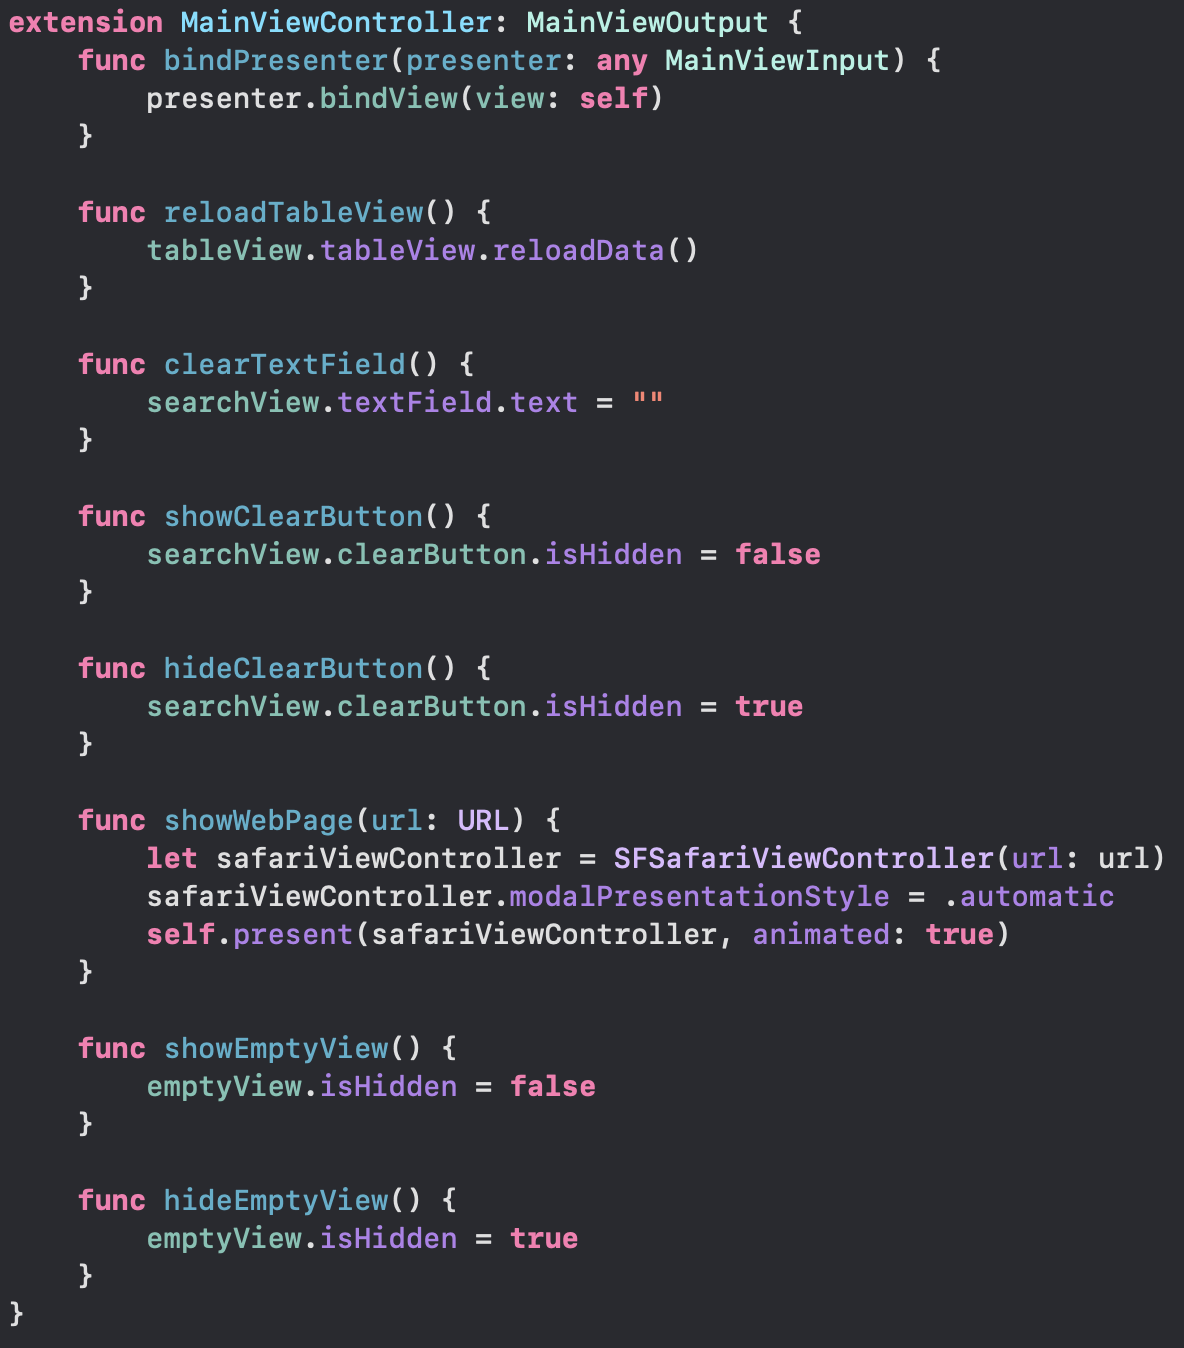 extension MainViewController: MainViewOutput {
    func bindPresenter(presenter: any MainViewInput) {
        presenter.bindView(view: self)
    }

    func reloadTableView() {
        tableView.tableView.reloadData()
    }

    func clearTextField() {
        searchView.textField.text = ""
    }

    func showClearButton() {
        searchView.clearButton.isHidden = false
    }

    func hideClearButton() {
        searchView.clearButton.isHidden = true
    }

    func showWebPage(url: URL) {
        let safariViewController = SFSafariViewController(url: url)
        safariViewController.modalPresentationStyle = .automatic
        self.present(safariViewController, animated: true)
    }

    func showEmptyView() {
        emptyView.isHidden = false
    }

    func hideEmptyView() {
        emptyView.isHidden = true
    }
}